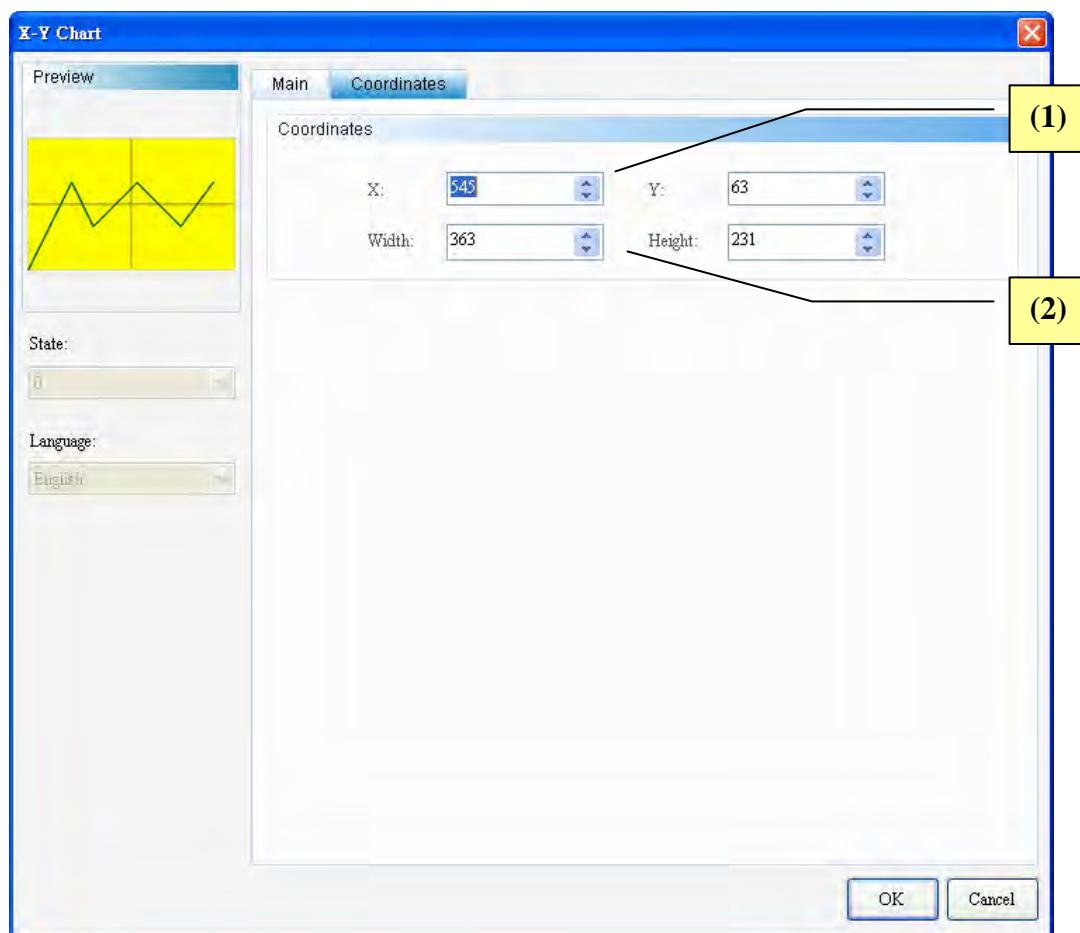 X-Y Chart
Preview
Main Coordinates
(1)
Coordinates
X: 545 Y: 63
Width: 363 Height: 231
(2)
State:
0
Language:
English
OK Cancel